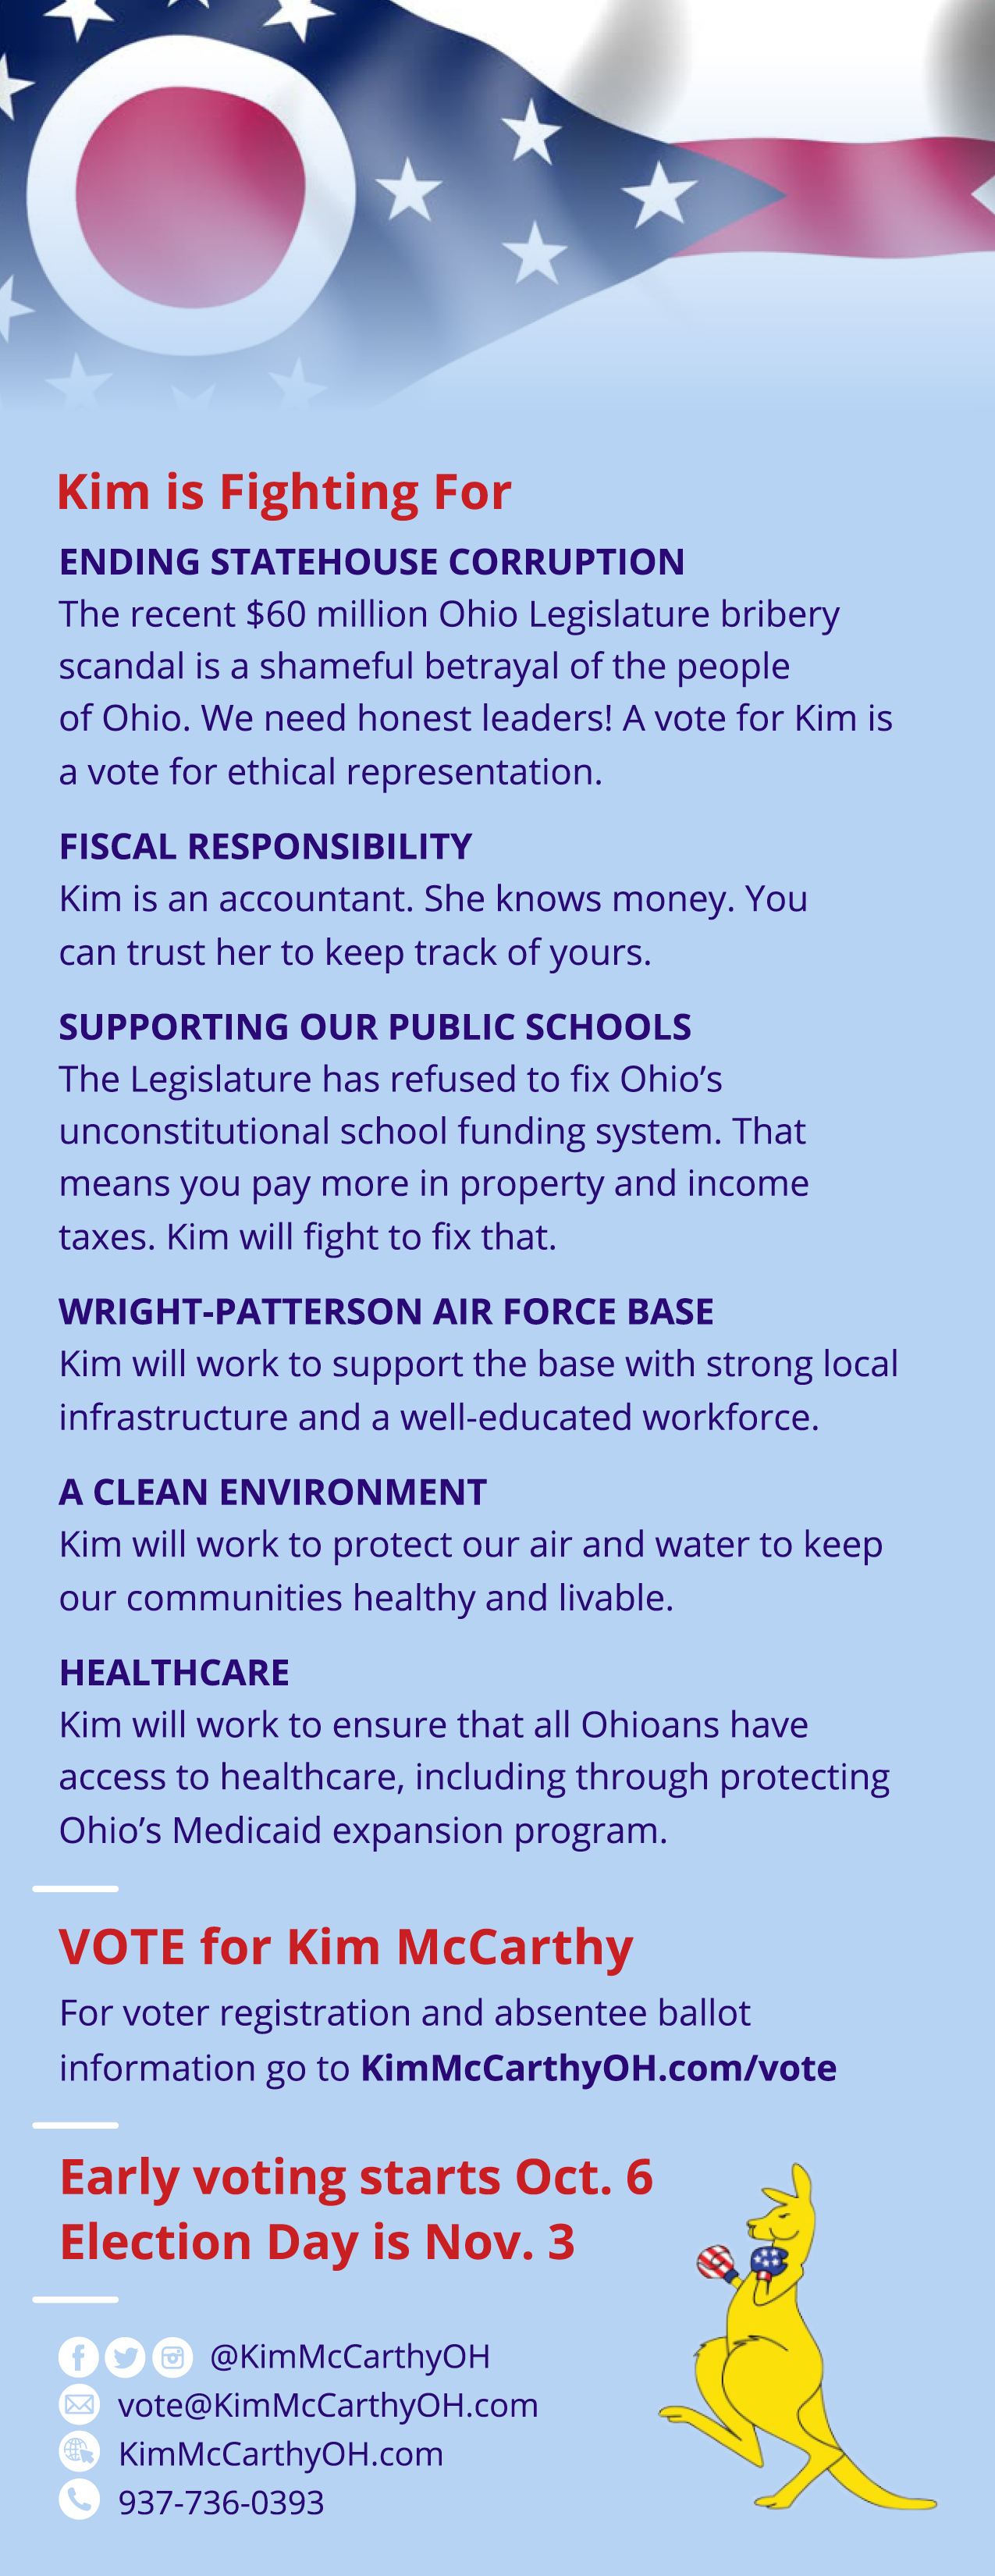 Kim is Fighting For
ENDING STATEHOUSE CORRUPTION
The recent $60 million Ohio Legislature bribery
scandal is a shameful betrayal of the people
of Ohio. We need honest leaders! A vote for Kim is
a vote for ethical representation.
FISCAL RESPONSIBILITY
Kim is an accountant. She knows money. You
can trust her to keep track of yours.
SUPPORTING OUR PUBLIC SCHOOLS
The Legislature has refused to fix Ohio’s
unconstitutional school funding system. That
means you pay more in property and income
taxes. Kim will fight to fix that.
WRIGHT-PATTERSON AIR FORCE BASE
Kim will work to support the base with strong local
infrastructure and a well-educated workforce.
A CLEAN ENVIRONMENT
Kim will work to protect our air and water to keep
our communities healthy and livable.
HEALTHCARE
Kim will work to ensure that all Ohioans have
access to healthcare, including through protecting
Ohio’s Medicaid expansion program.
VOTE for Kim McCarthy
For voter registration and absentee ballot
information go to KimMcCarthyOH.com/vote
Early voting starts Oct. 6
Election Day is Nov. 3
@KimMcCarthyOH
vote@KimMcCarthyOH.com
KimMcCarthyOH.com
937-736-0393